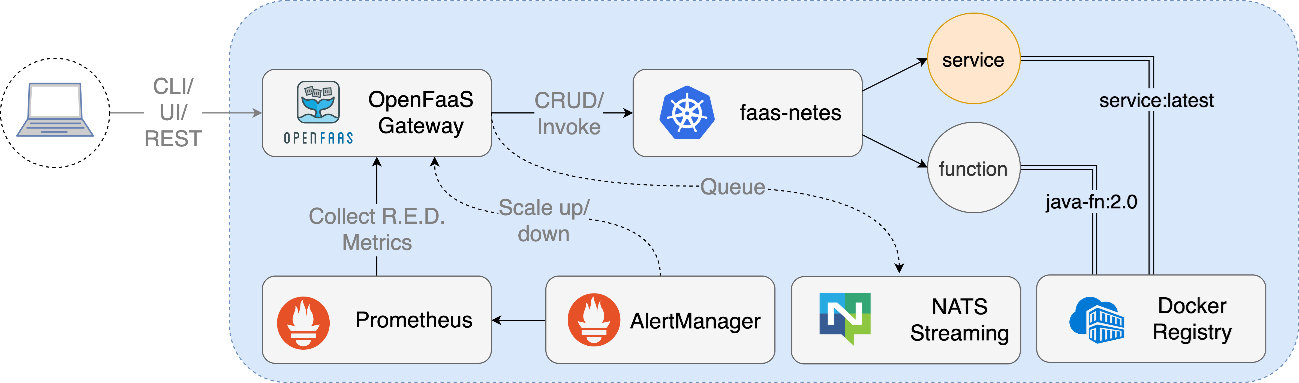 CLI/
UI/
REST
OPENFAAS
OpenFaaS
Gateway
CRUD/
Invoke
faas-netes
service
service:latest
function
java-fn:2.0
Queue
Collect R.E.D.
Metrics
Scale up/
down
Prometheus
AlertManager
N
NATS
Streaming
Docker
Registry